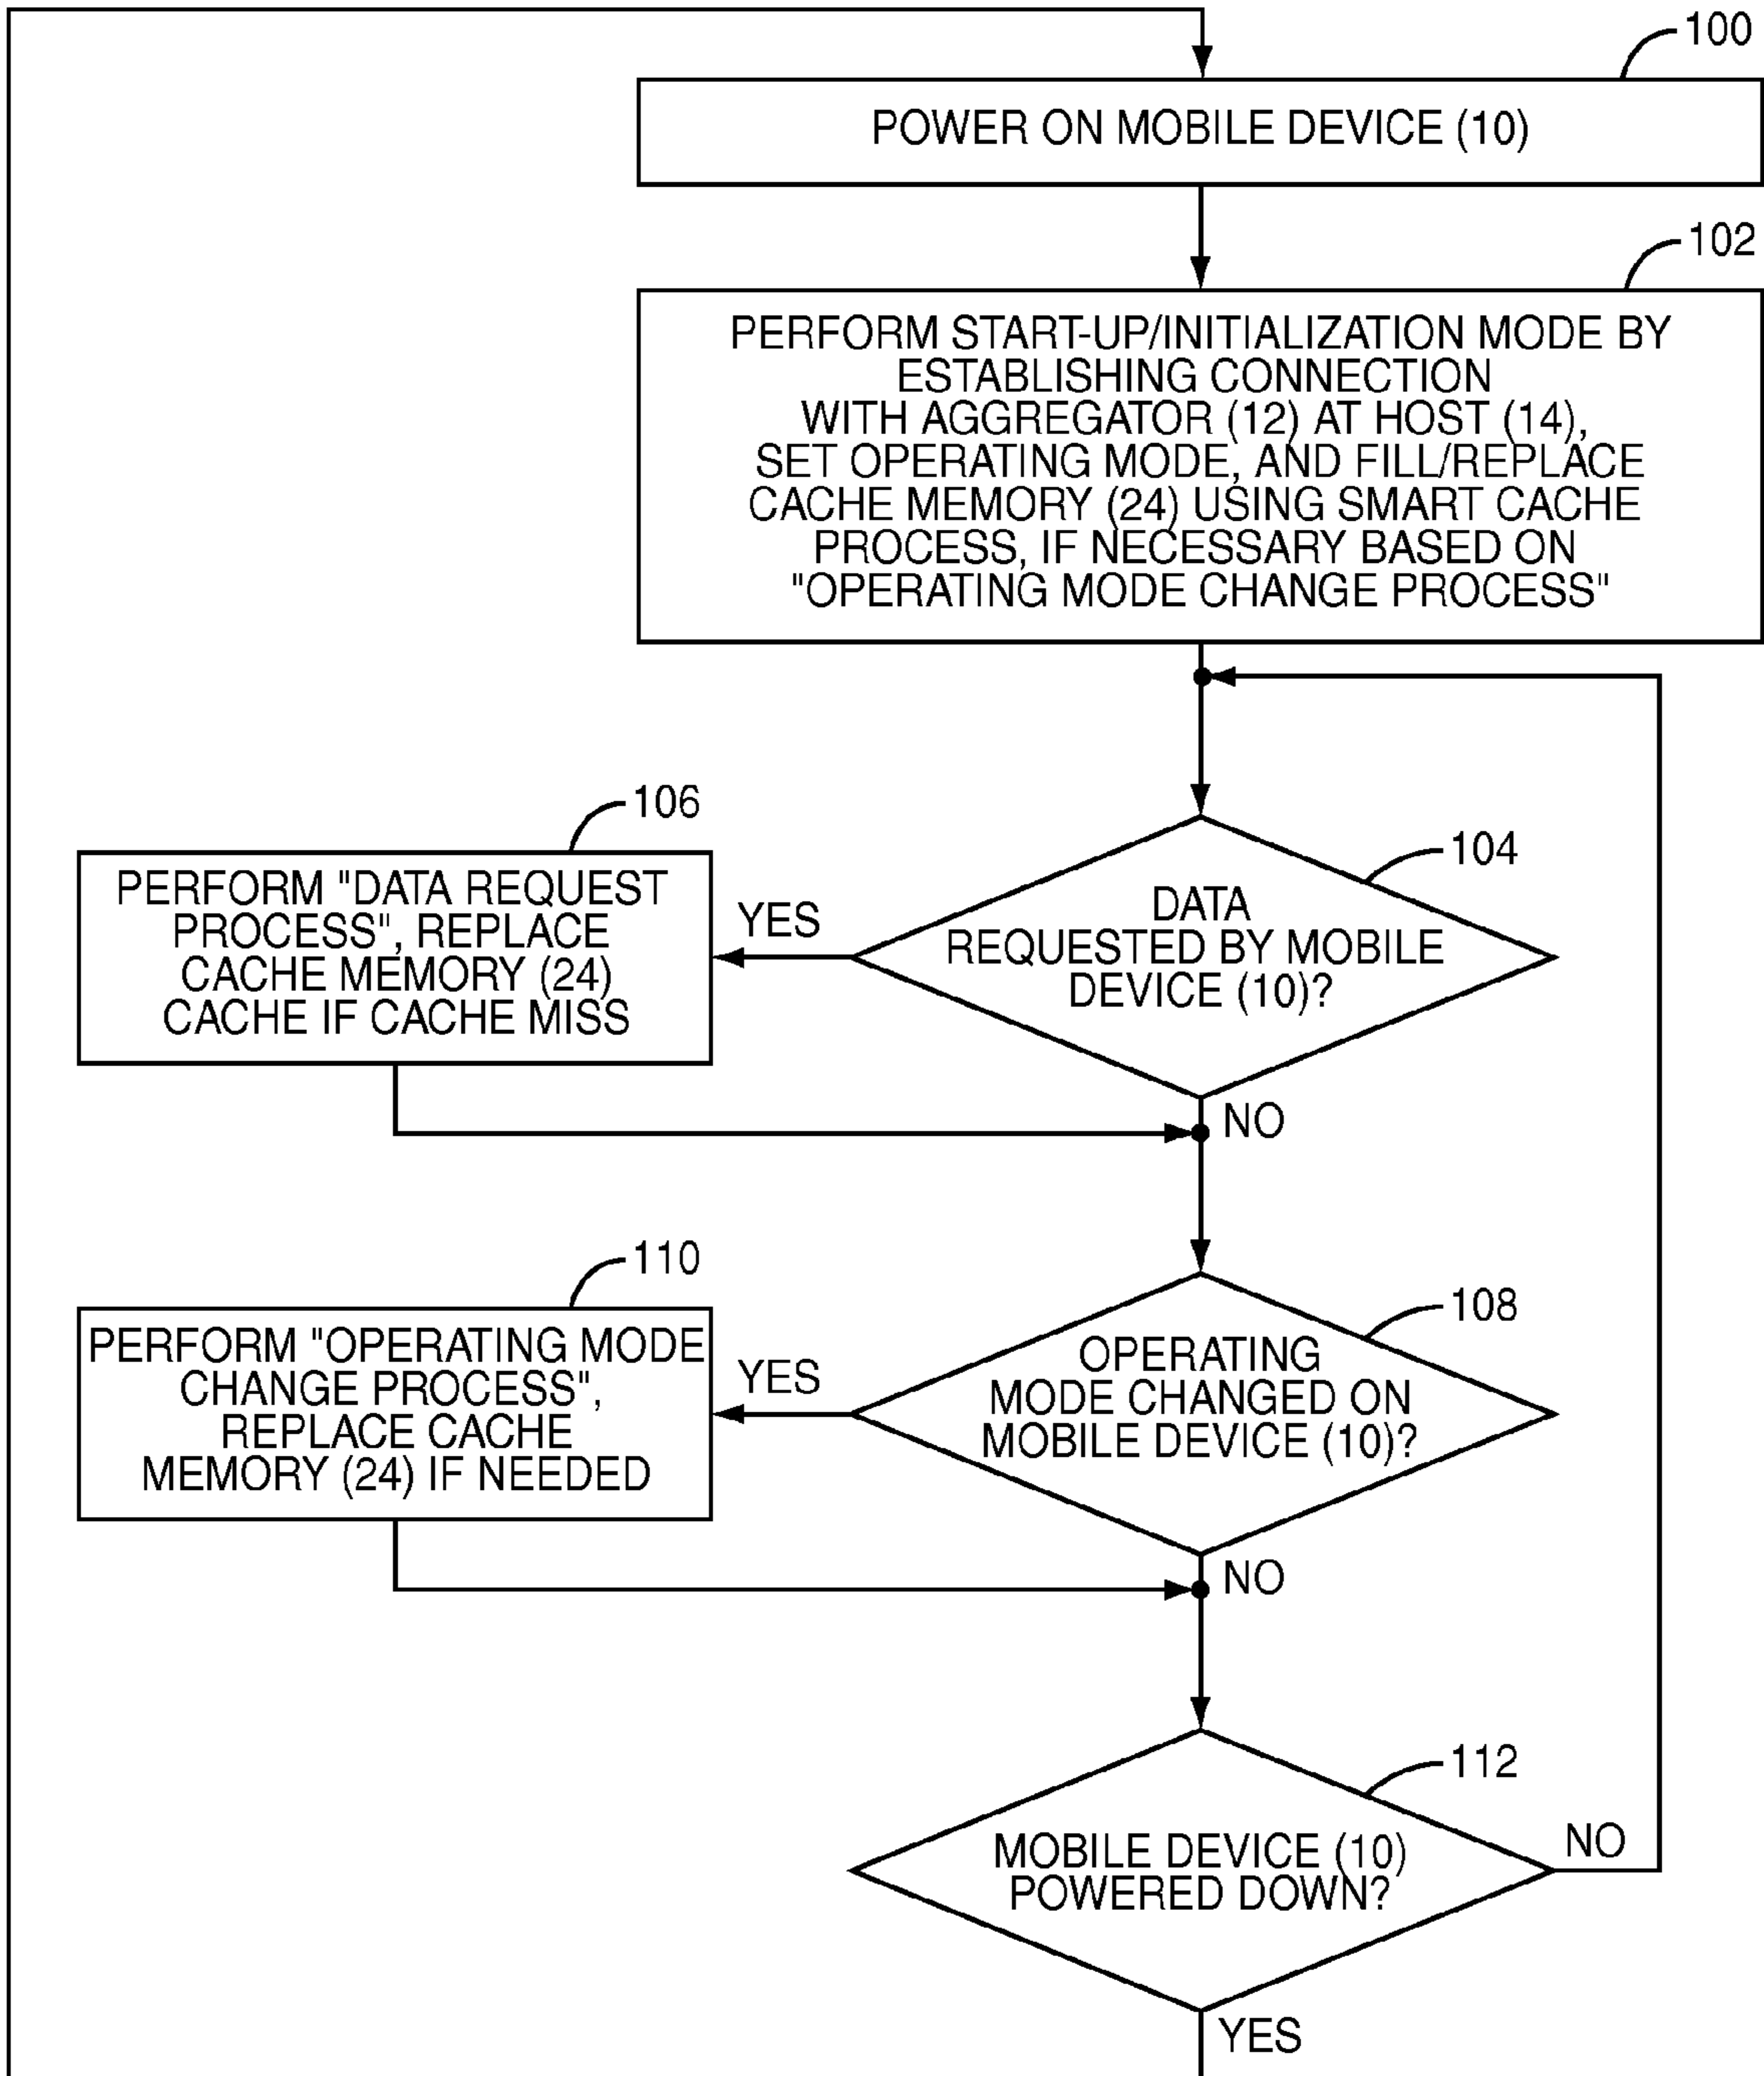 100
POWER ON MOBILE DEVICE (10)
102
PERFORM START-UP/INITIALIZATION MODE BY
ESTABLISHING CONNECTION
WITH AGGREGATOR (12) AT HOST (14),
SET OPERATING MODE, AND FILL/REPLACE
CACHE MEMORY (24) USING SMART CACHE
PROCESS, IF NECESSARY BASED ON
"OPERATING MODE CHANGE PROCESS"
106
PERFORM "DATA REQUEST
PROCESS", REPLACE
CACHE MEMORY (24)
CACHE IF CACHE MISS
YES
104
DATA
REQUESTED BY MOBILE
DEVICE (10)?
NO
110
PERFORM "OPERATING MODE
CHANGE PROCESS",
REPLACE CACHE
MEMORY (24) IF NEEDED
YES
108
OPERATING
MODE CHANGED ON
MOBILE DEVICE (10)?
NO
112
MOBILE DEVICE (10)
POWERED DOWN?
NO
YES